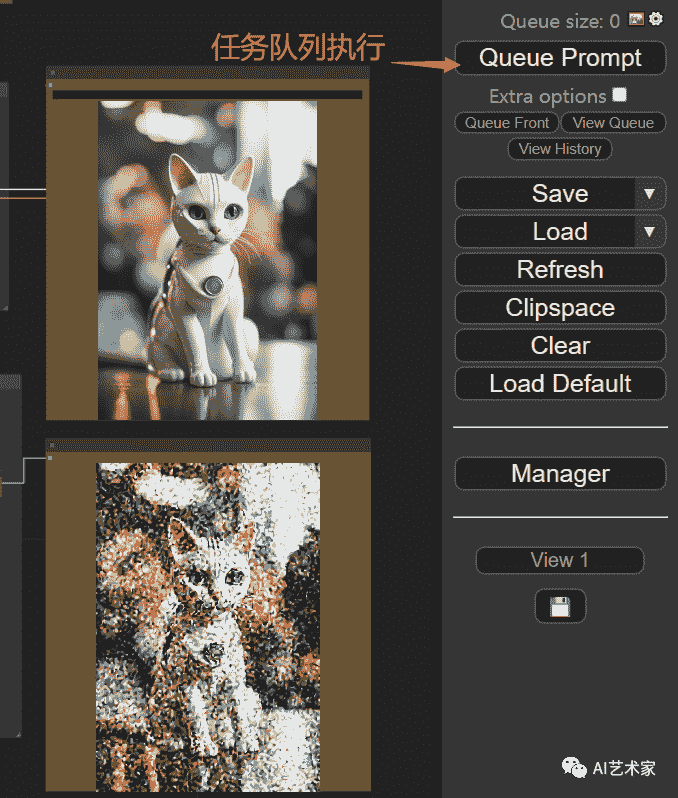 Queue size: 0
任务队列执行
Queue Prompt
Extra options
Queue Front
View Queue
View History
Save
Load
Refresh
Clipspace
Clear
Load Default
Manager
View 1
AI艺术家